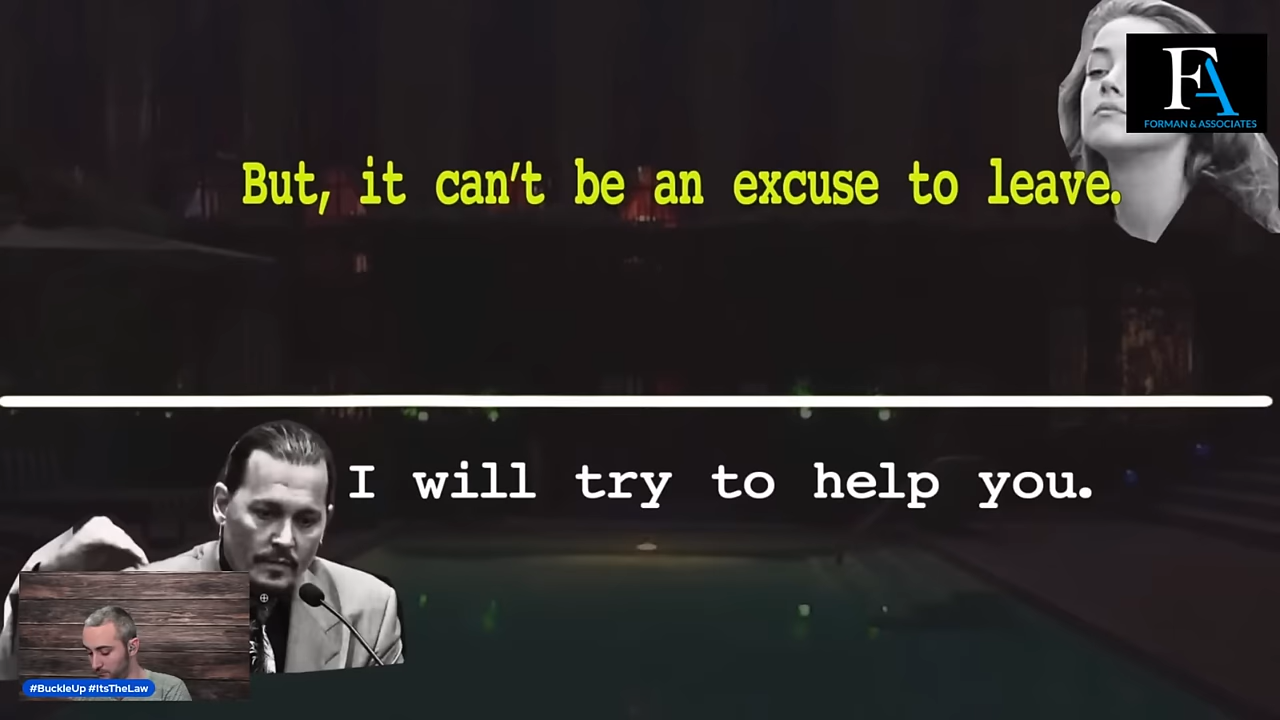 FA
FORMAN & ASSOCIATES
But, it can't be an excuse to leave.
I will try to help you.
#BuckleUp #ItsTheLaw